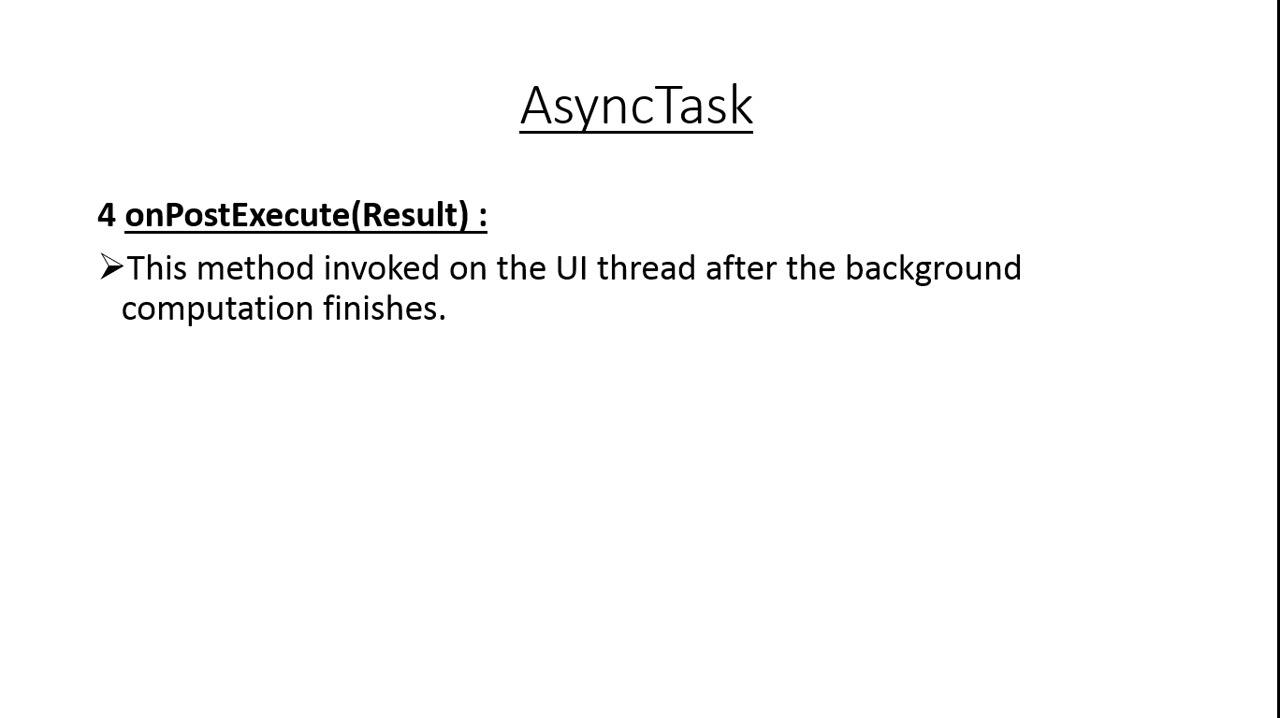 AsyncTask
4 onPostExecute(Result) :
➢This method invoked on the UI thread after the background
computation finishes.